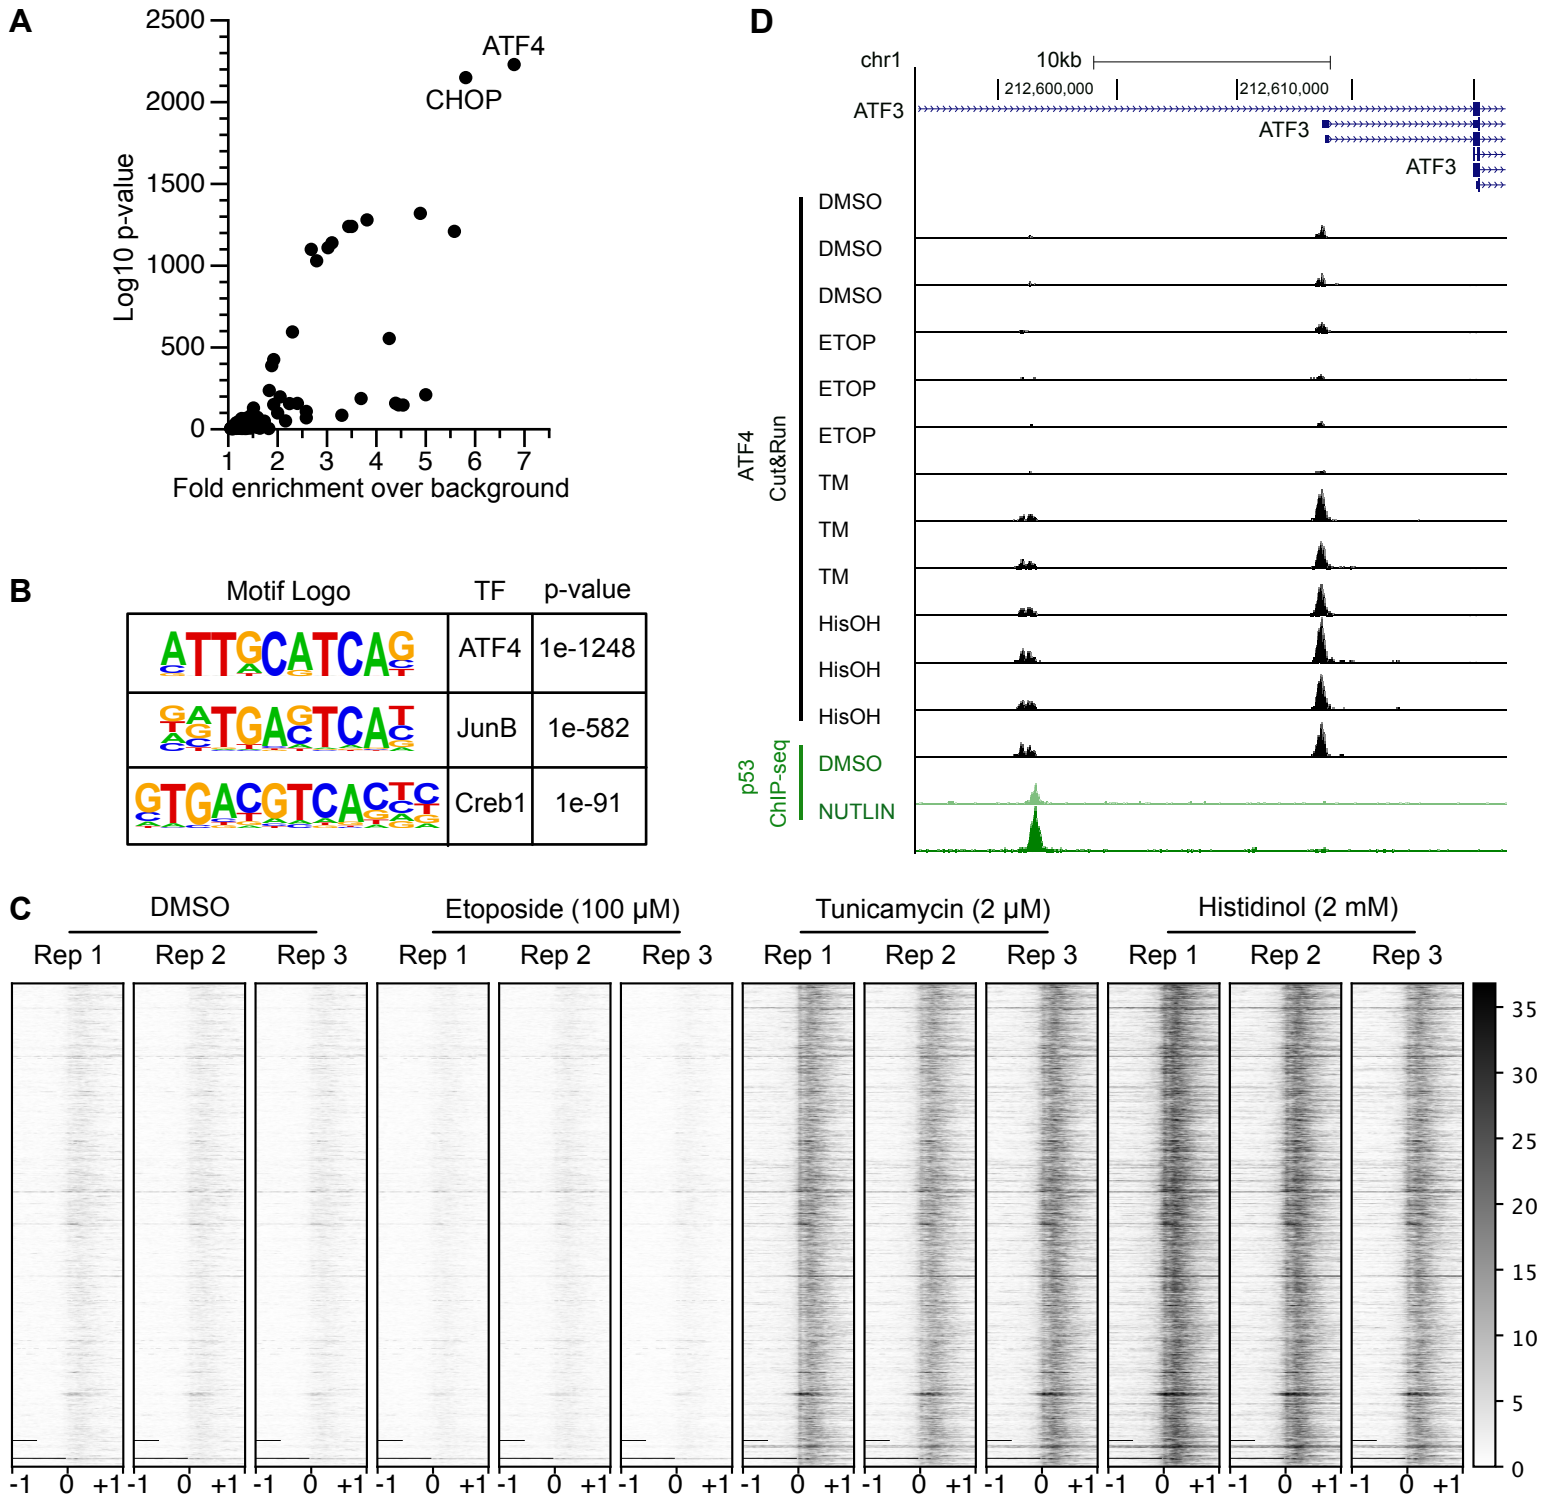 A
2500
2000
1500
1000
500
0
Log10 p-value
ATF4
CHOP
1 2 3 4 5 6 7
Fold enrichment over background
B
Motif Logo TF p-value
ATTGCATCAG ATF4 1e-1248
GATGAGTCAT JunB 1e-582
GTGACGTCACTC Creb1 1e-91
D
chr1
10kb
212,600,000 212,610,000
ATF3
ATF3
ATF3
ATF4
Cut&Run
DMSO
DMSO
DMSO
ETOP
ETOP
ETOP
TM
TM
TM
HisOH
HisOH
HisOH
p53
ChIP-seq
DMSO
NUTLIN
C
DMSO Etoposide (100 µM) Tunicamycin (2 µM) Histidinol (2 mM)
Rep 1 Rep 2 Rep 3 Rep 1 Rep 2 Rep 3 Rep 1 Rep 2 Rep 3 Rep 1 Rep 2 Rep 3
35
30
25
20
15
10
5
0
-1 0 +1 -1 0 +1 -1 0 +1 -1 0 +1 -1 0 +1 -1 0 +1 -1 0 +1 -1 0 +1 -1 0 +1 -1 0 +1 -1 0 +1 -1 0 +1